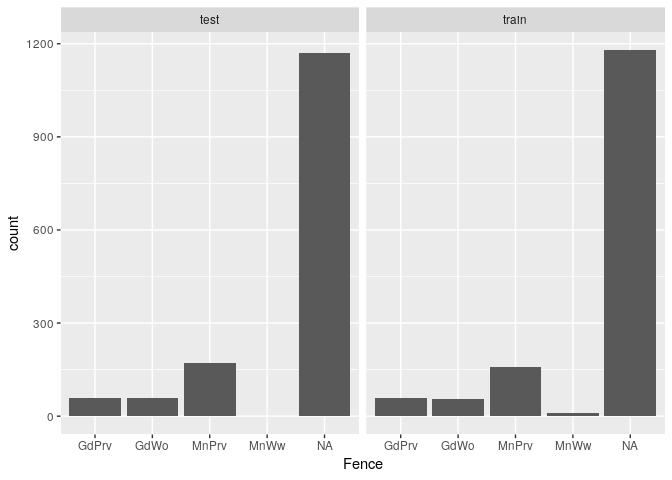 test train
1200
900
600
300
0
count
GdPrv GdWo MnPrv MnWw NA GdPrv GdWo MnPrv MnWw NA
Fence